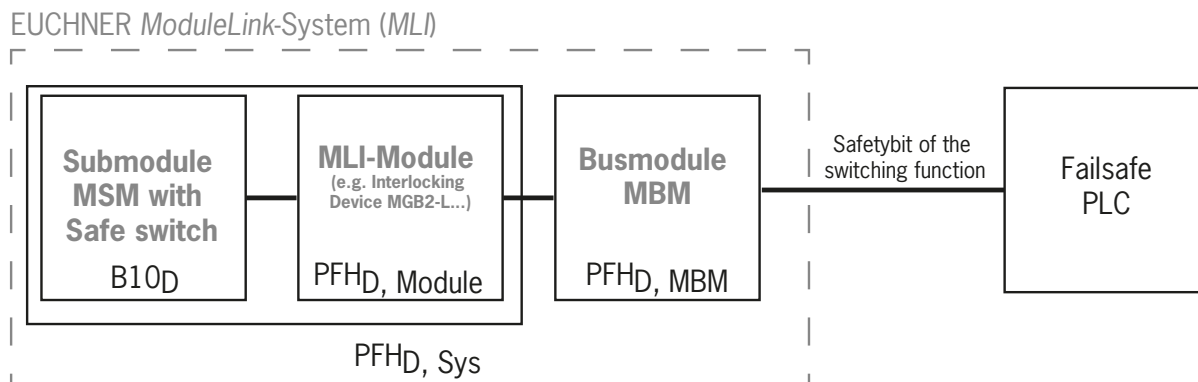 EUCHNER ModuleLink-System (MLI)
Submodule
MSM with
Safe switch
B10D
MLI-Module
(e.g. Interlocking
Device MGB2-L...)
PFHD, Module
Busmodule
MBM
PFHD, MBM
Safetybit of the
switching function
Failsafe
PLC
PFHD, Sys